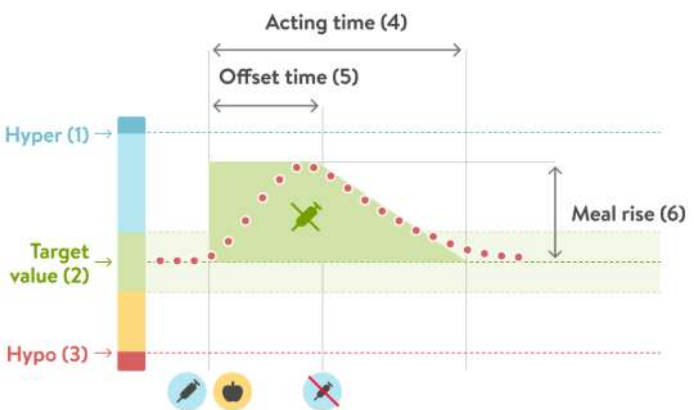 Acting time (4)
Offset time (5)
Hyper (1)
Meal rise (6)
Target
value (2)
Hypo (3)